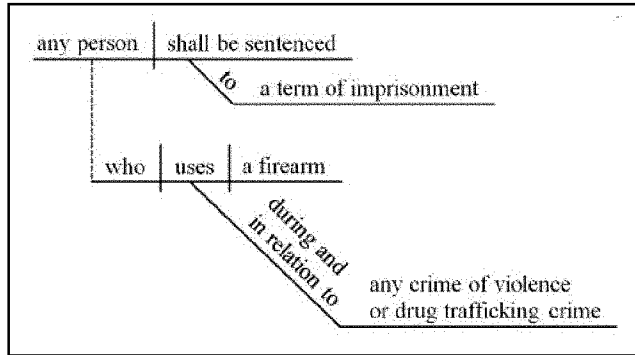 any person shall be sentenced
to
a term of imprisonment
who uses a firearm
during and
in relation to
any crime of violence
or drug trafficking crime